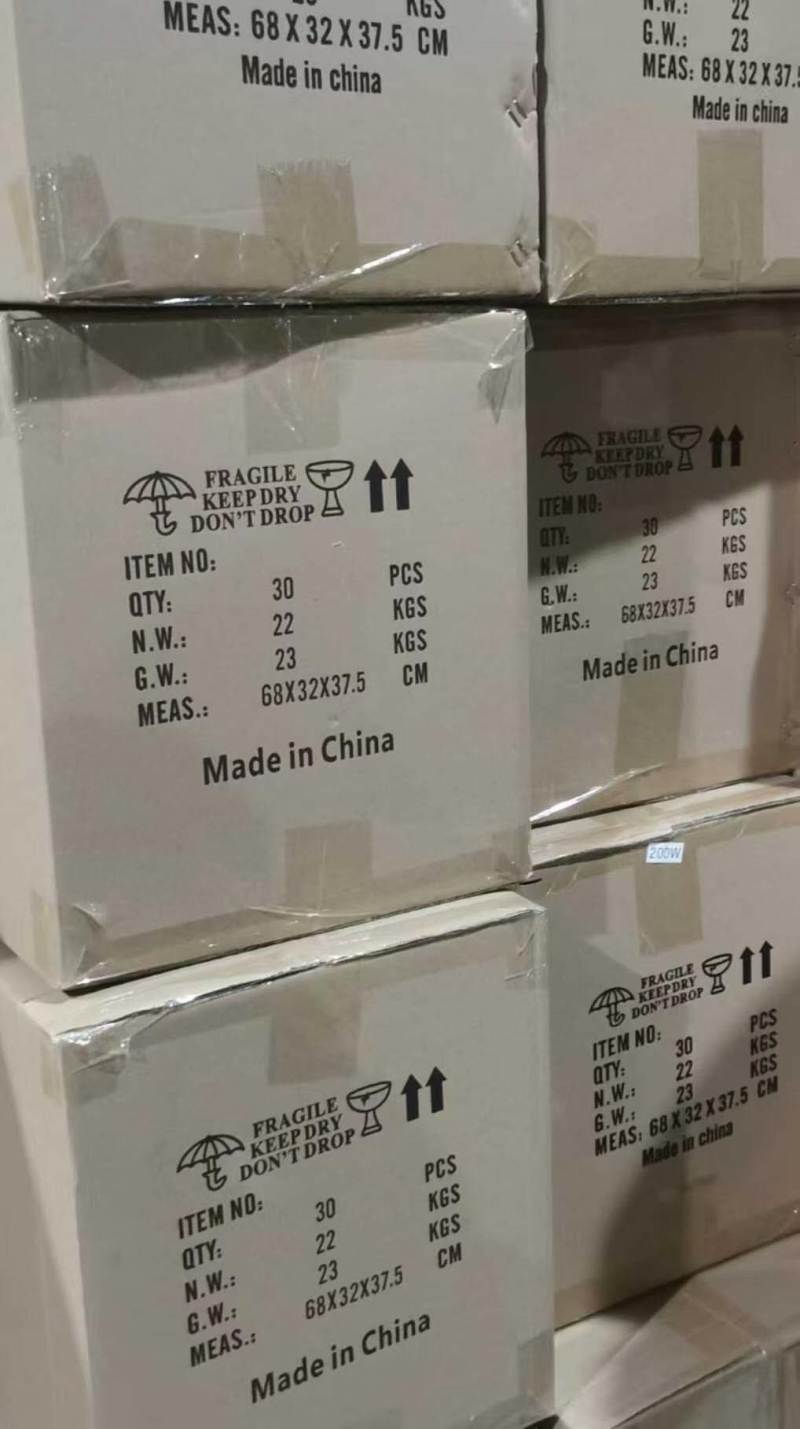 KGS
MEAS: 68 X 32 X 37.5 CM
Made in china
N.W.: 22
G.W.: 23
MEAS: 68 X 32 X 37.5
Made in china
FRAGILE
KEEP DRY
DON'T DROP
ITEM NO:
QTY: 30 PCS
N.W.: 22 KGS
G.W.: 23 KGS
MEAS.: 68X32X37.5 CM
Made in China
FRAGILE
KEEP DRY
DON'T DROP
ITEM NO:
QTY: 30 PCS
N.W.: 22 KGS
G.W.: 23 KGS
MEAS.: 68X32X37.5 CM
Made in China
200W
FRAGILE
KEEP DRY
DON'T DROP
ITEM NO:
QTY: 30 PCS
N.W.: 22 KGS
G.W.: 23 KGS
MEAS.: 68X32X37.5 CM
Made in China
FRAGILE
KEEP DRY
DON'T DROP
ITEM NO:
QTY: 30 PCS
N.W.: 22 KGS
G.W.: 23 KGS
MEAS: 68 X 32 X 37.5 CM
Made in china